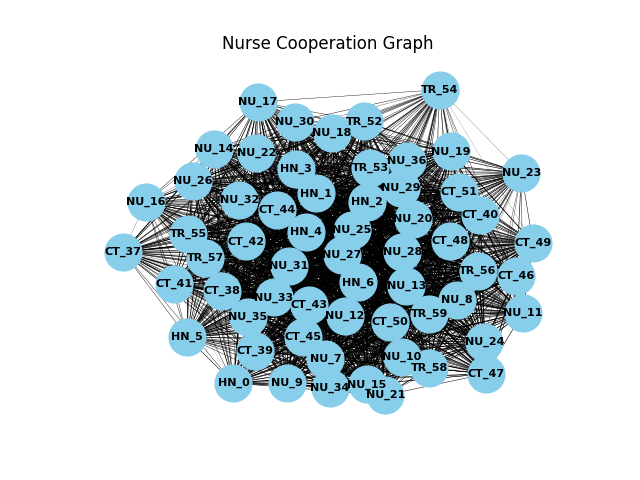 Nurse Cooperation Graph
TR_54
NU_17
NU_30
TR_52
NU_18
NU_14
NU_22
NU_19
NU_36
HN_3
TR_53
NU_23
NU_26
NU_29
CT_51
HN_1
NU_32
NU_16
HN_2
CT_44
CT_40
NU_20
NU_25
HN_4
TR_55
CT_42
CT_48
CT_49
CT_37
NU_28
NU_27
TR_57
NU_31
TR_56
CT_46
CT_41
HN_6
NU_13
CT_38
NU_33
NU_8
CT_43
NU_11
TR_59
NU_12
NU_35
CT_50
HN_5
CT_45
NU_24
CT_39
NU_7
NU_10
TR_58
CT_47
HN_0
NU_9
NU_34
NU_15
NU_21